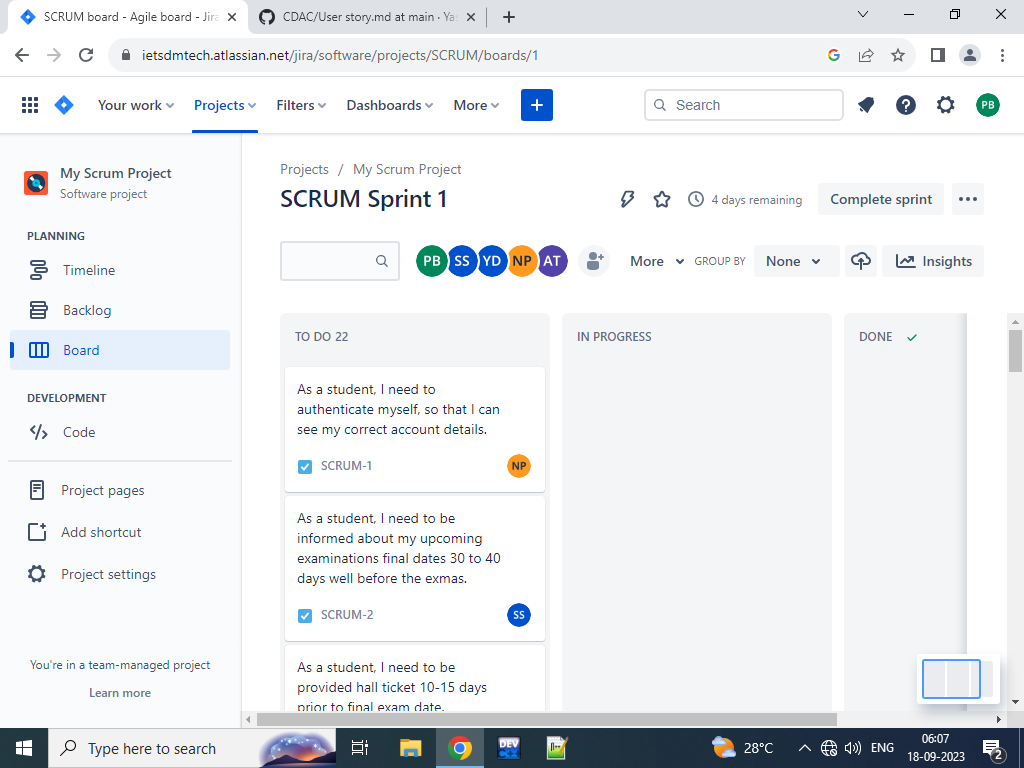 SCRUM board - Agile board - Jira
CDAC/User story.md at main · Yas
ietsdmtech.atlassian.net/jira/software/projects/SCRUM/boards/1
Your work
Projects
Filters
Dashboards
More
+
Search
PB
My Scrum Project
Software project
PLANNING
Timeline
Backlog
Board
DEVELOPMENT
Code
Project pages
Add shortcut
Project settings
You're in a team-managed project
Learn more
Projects / My Scrum Project
SCRUM Sprint 1
4 days remaining
Complete sprint
PB SS YD NP AT
More
GROUP BY
None
Insights
TO DO 22
As a student, I need to
authenticate myself, so that I can
see my correct account details.
SCRUM-1
NP
As a student, I need to be
informed about my upcoming
examinations final dates 30 to 40
days well before the exmas.
SCRUM-2
SS
As a student, I need to be
provided hall ticket 10-15 days
prior to final exam date.
IN PROGRESS
DONE
Type here to search
DEV
28°C
ENG
06:07
18-09-2023
2